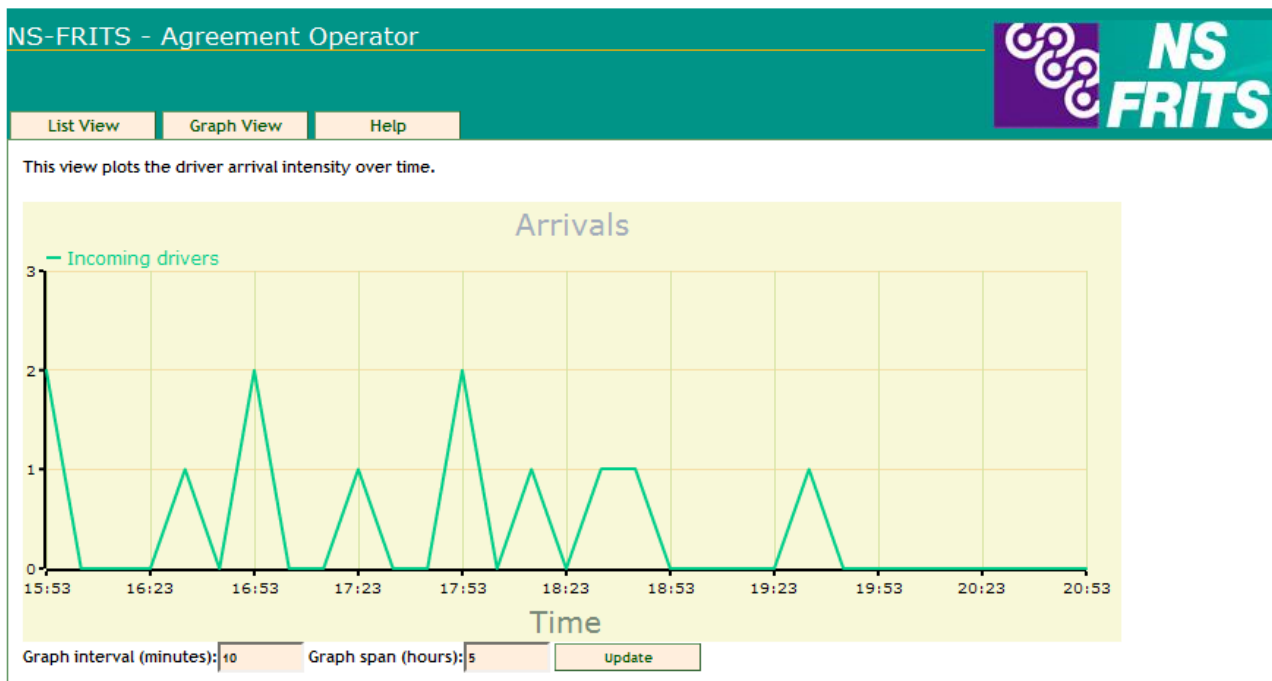 NS-FRITS - Agreement Operator
NS
FRITS
List View Graph View Help
This view plots the driver arrival intensity over time.
Arrivals
Incoming drivers
3
2
1
0
15:53 16:23 16:53 17:23 17:53 18:23 18:53 19:23 19:53 20:23 20:53
Time
Graph interval (minutes): 10 Graph span (hours): 5 Update